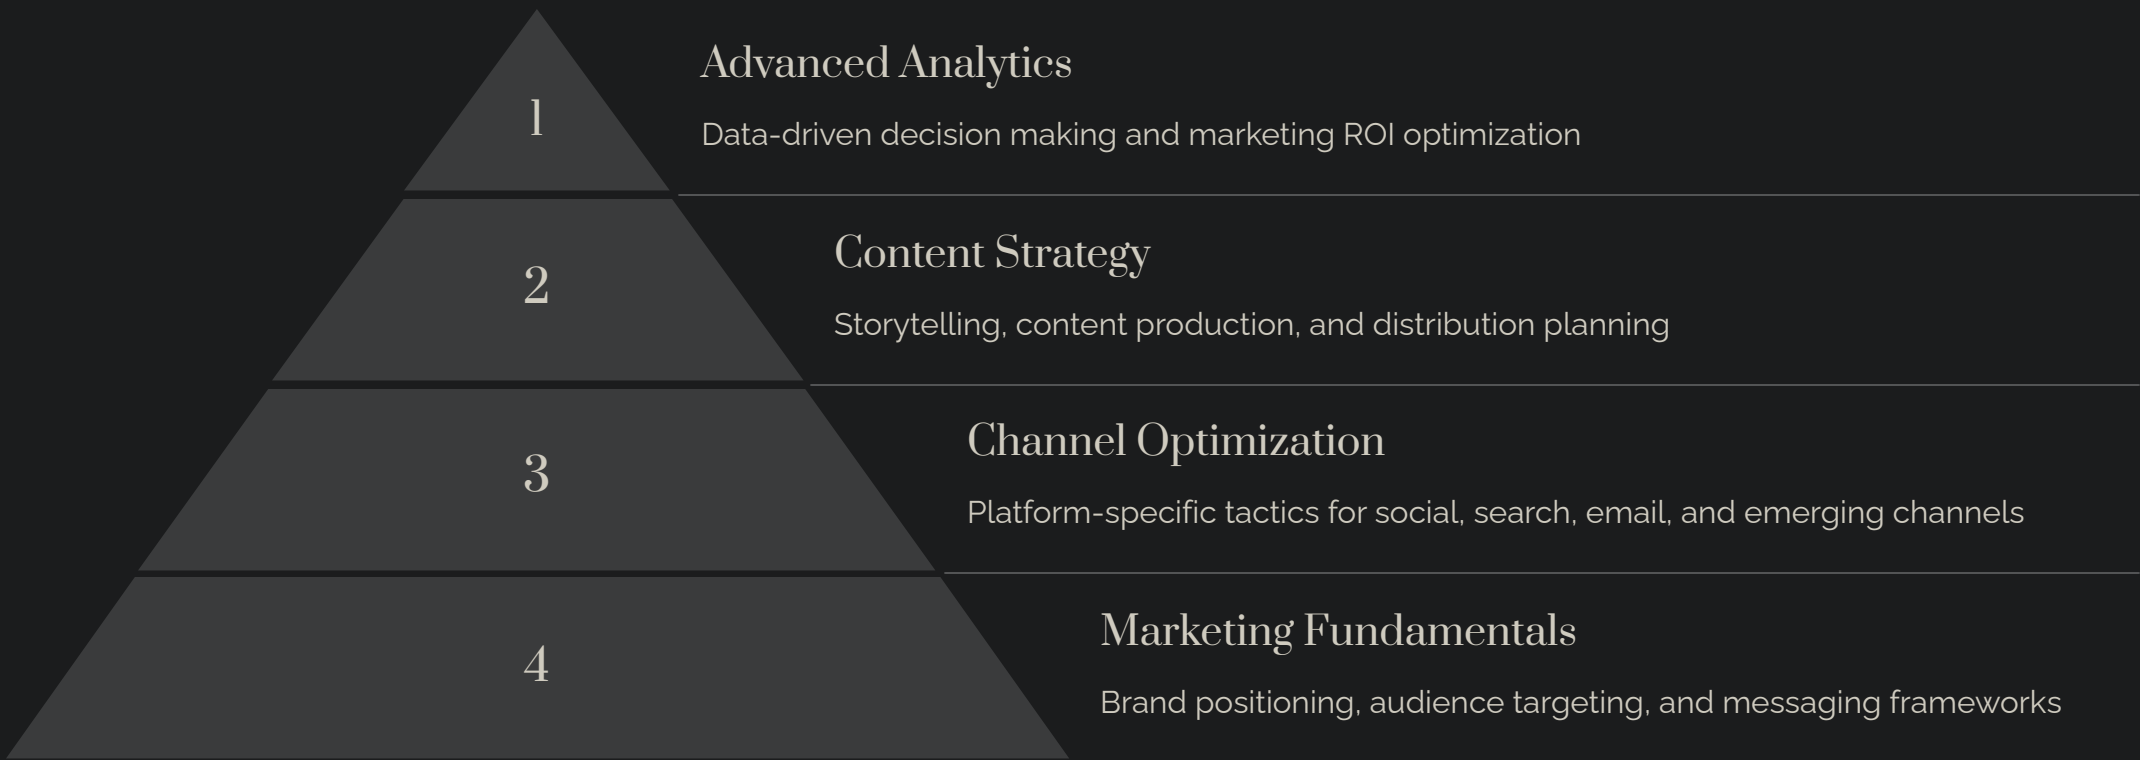 1
Advanced Analytics
Data-driven decision making and marketing ROI optimization
2
Content Strategy
Storytelling, content production, and distribution planning
3
Channel Optimization
Platform-specific tactics for social, search, email, and emerging channels
4
Marketing Fundamentals
Brand positioning, audience targeting, and messaging frameworks